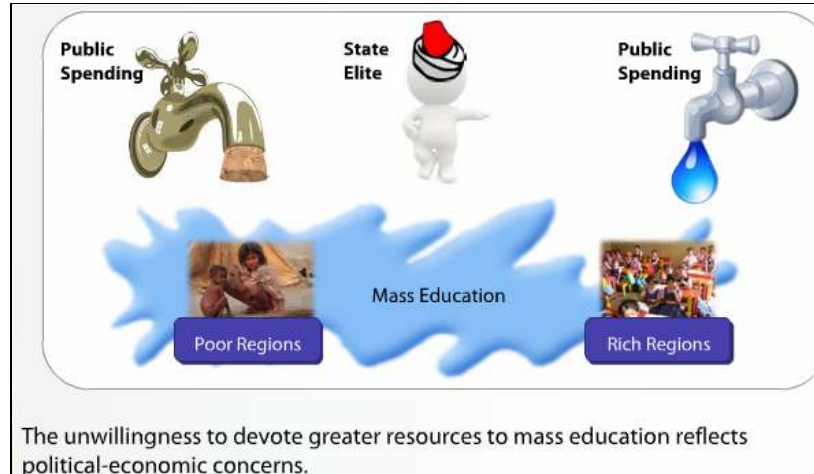 Public
Spending
State
Elite
Public
Spending
Mass Education
Poor Regions
Rich Regions
The unwillingness to devote greater resources to mass education reflects
political-economic concerns.